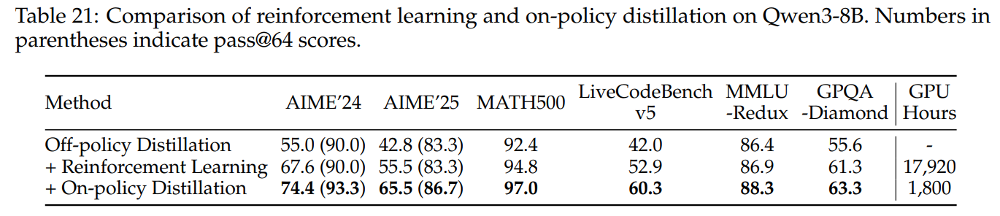 Table 21: Comparison of reinforcement learning and on-policy distillation on Qwen3-8B. Numbers in
parentheses indicate pass@64 scores.
Method AIME’24 AIME’25 MATH500 LiveCodeBench v5 MMLU -Redux GPQA -Diamond GPU Hours
Off-policy Distillation 55.0 (90.0) 42.8 (83.3) 92.4 42.0 86.4 55.6 -
+ Reinforcement Learning 67.6 (90.0) 55.5 (83.3) 94.8 52.9 86.9 61.3 17,920
+ On-policy Distillation 74.4 (93.3) 65.5 (86.7) 97.0 60.3 88.3 63.3 1,800